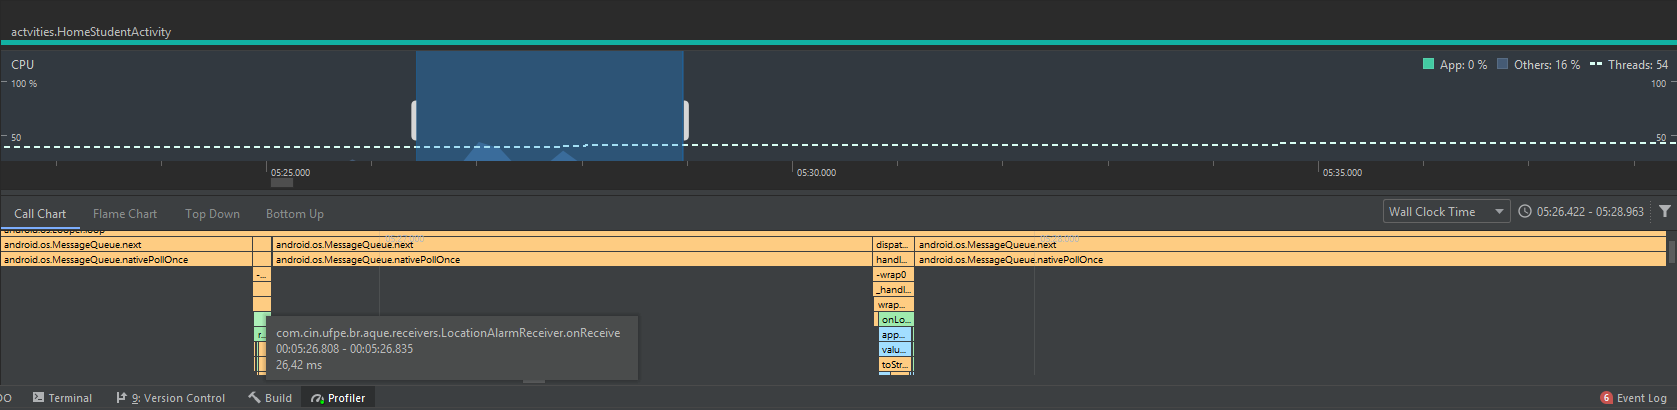 actvities.HomeStudentActivity
CPU
App: 0 % Others: 16 % Threads: 54
100 % 100
50 50
05:25.000 05:30.000 05:35.000
Call Chart Flame Chart Top Down Bottom Up Wall Clock Time 05:26.422 - 05:28.963
android.os.Looper.loop
android.os.MessageQueue.next android.os.MessageQueue.next dispat... android.os.MessageQueue.next
android.os.MessageQueue.nativePollOnce android.os.MessageQueue.nativePollOnce handl... android.os.MessageQueue.nativePollOnce
-... -wrap0
_handl...
wrap...
onLo...
r... app...
valu...
toStr...
com.cin.ufpe.br.aque.receivers.LocationAlarmReceiver.onReceive
00:05:26.808 - 00:05:26.835
26,42 ms
DO Terminal 9: Version Control Build Profiler 6 Event Log